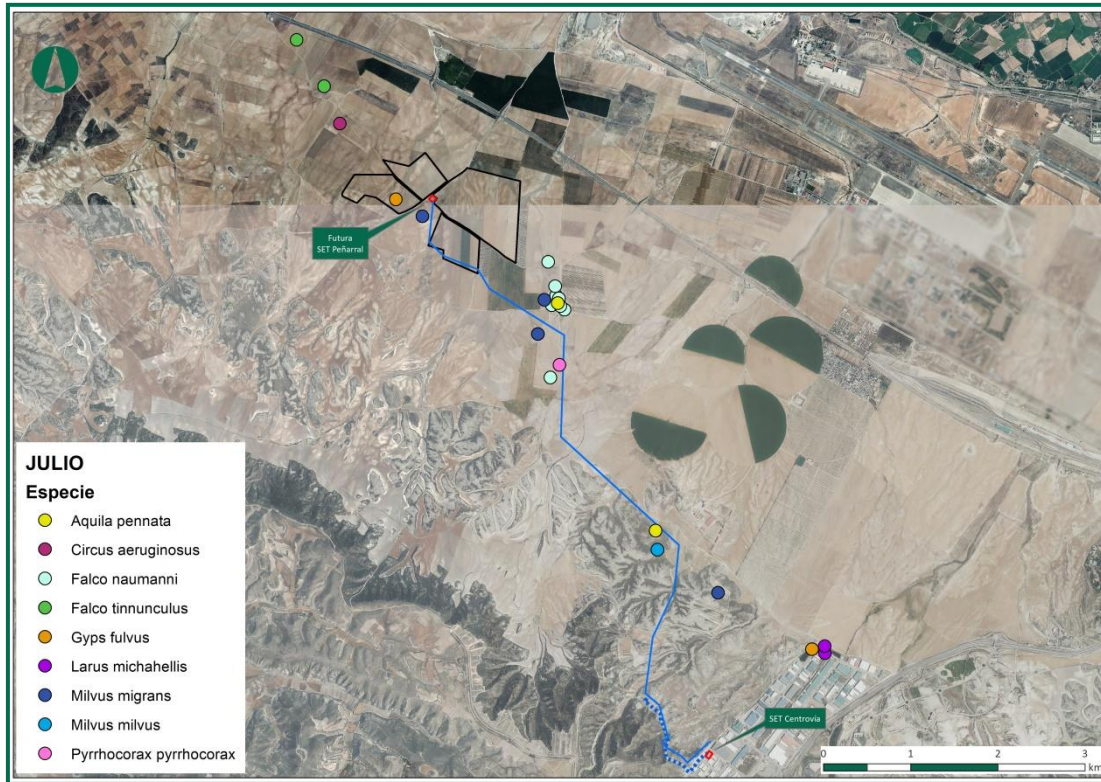 Futura
SET Peñarral
JULIO
Especie
Aquila pennata
Circus aeruginosus
Falco naumanni
Falco tinnunculus
Gyps fulvus
Larus michahellis
Milvus migrans
Milvus milvus
Pyrrhocorax pyrrhocorax
SET Centrovía
0 1 2 3
km